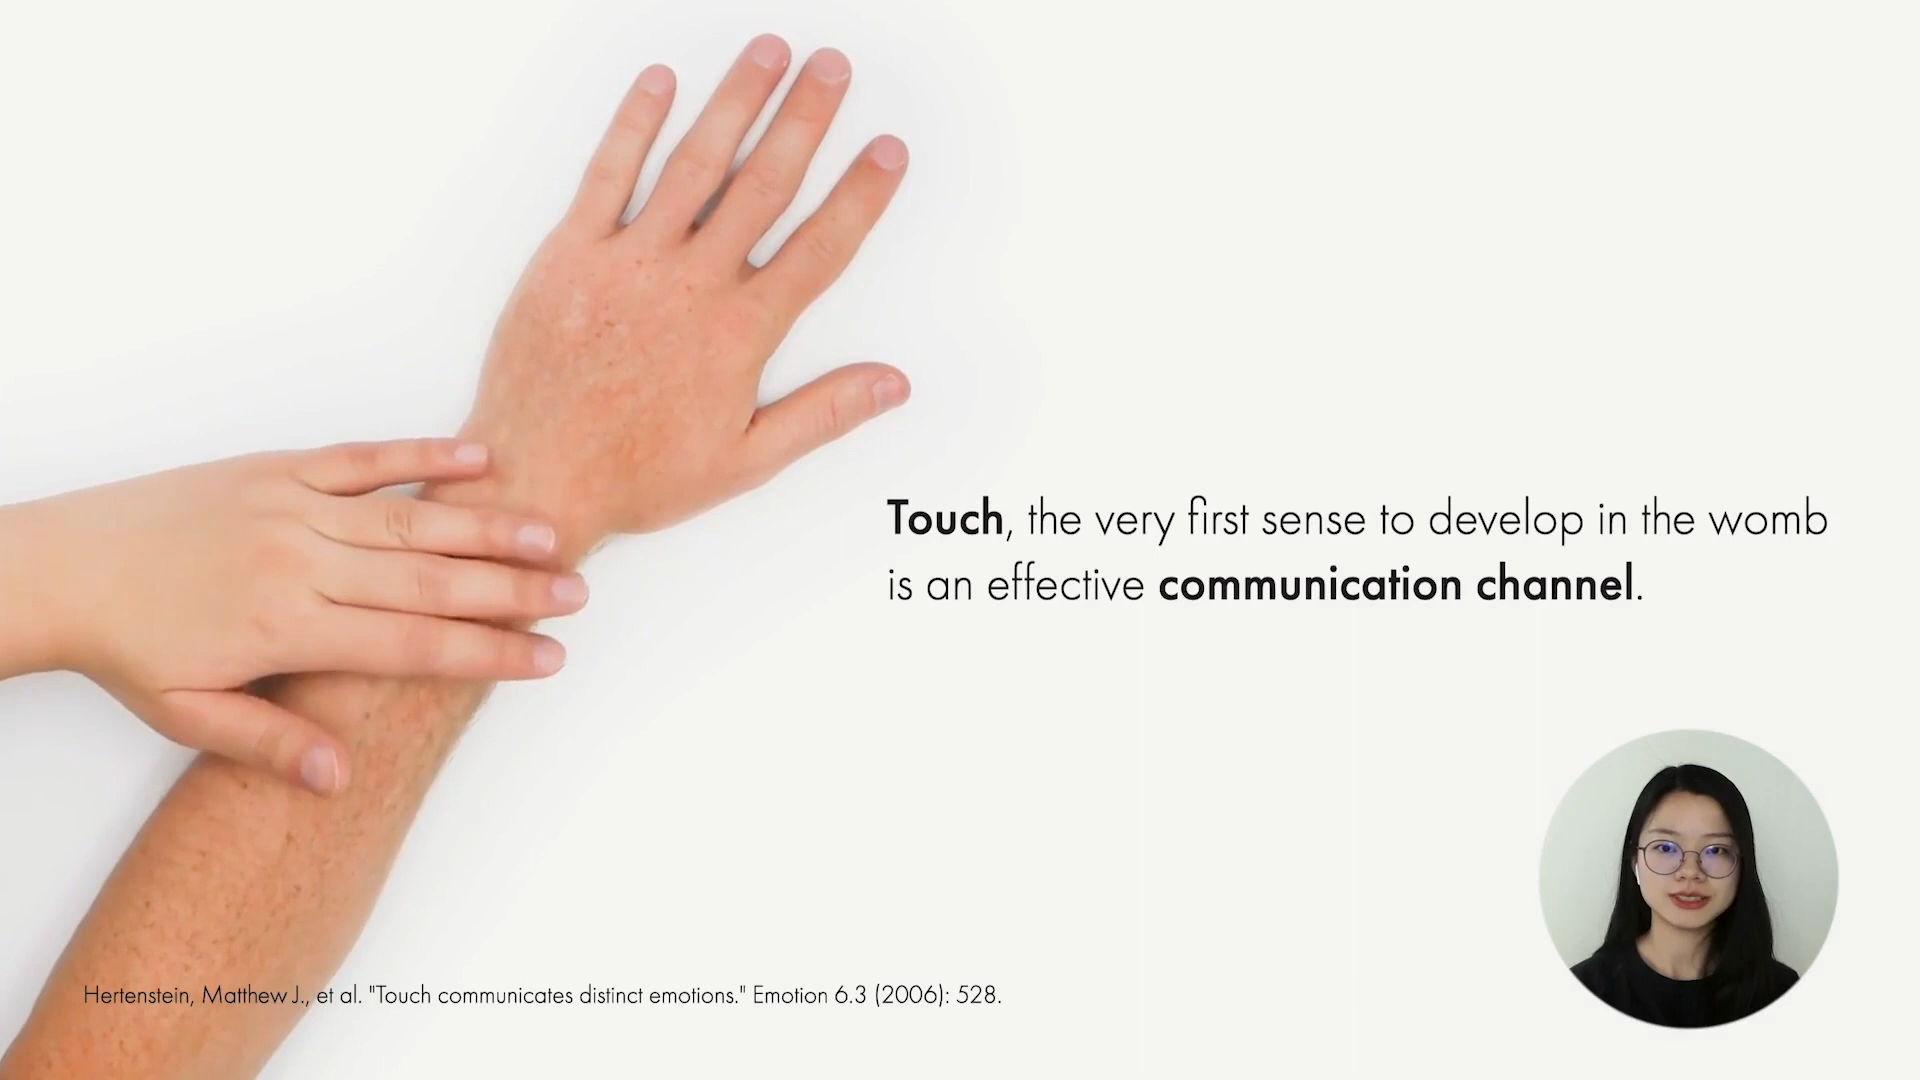 Touch, the very first sense to develop in the womb
is an effective communication channel.
Hertenstein, Matthew J., et al. "Touch communicates distinct emotions." Emotion 6.3 (2006): 528.